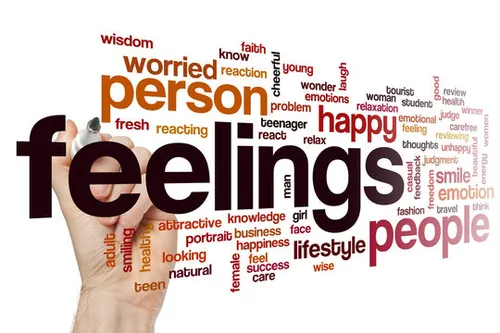 wisdom
faith
know
cheerful
laugh
worried
reaction
young
person
wonder
emotions
problem
tourist
woman
student
relaxation
good
review
health
winner
judge
fresh
reacting
teenager
react
relax
happy
emotional
feeling
carefree
reviewing
thoughts
unhappy
women
beautiful
energy
feelings
man
judgment
casual
feedback
smile
freedom
emotion
fashion
travel
think
people
attractive
knowledge
girl
portrait
business
face
happiness
lifestyle
adult
smiling
healthy
looking
natural
female
feel
success
care
wise
teen